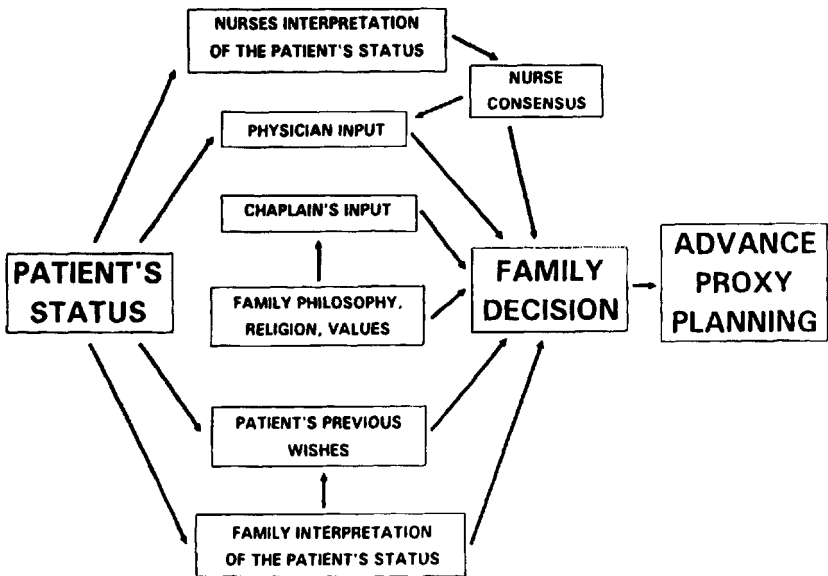 NURSES INTERPRETATION
OF THE PATIENT'S STATUS
NURSE
CONSENSUS
PHYSICIAN INPUT
CHAPLAIN'S INPUT
PATIENT'S
STATUS
FAMILY PHILOSOPHY,
RELIGION, VALUES
FAMILY
DECISION
ADVANCE
PROXY
PLANNING
PATIENT'S PREVIOUS
WISHES
FAMILY INTERPRETATION
OF THE PATIENT'S STATUS